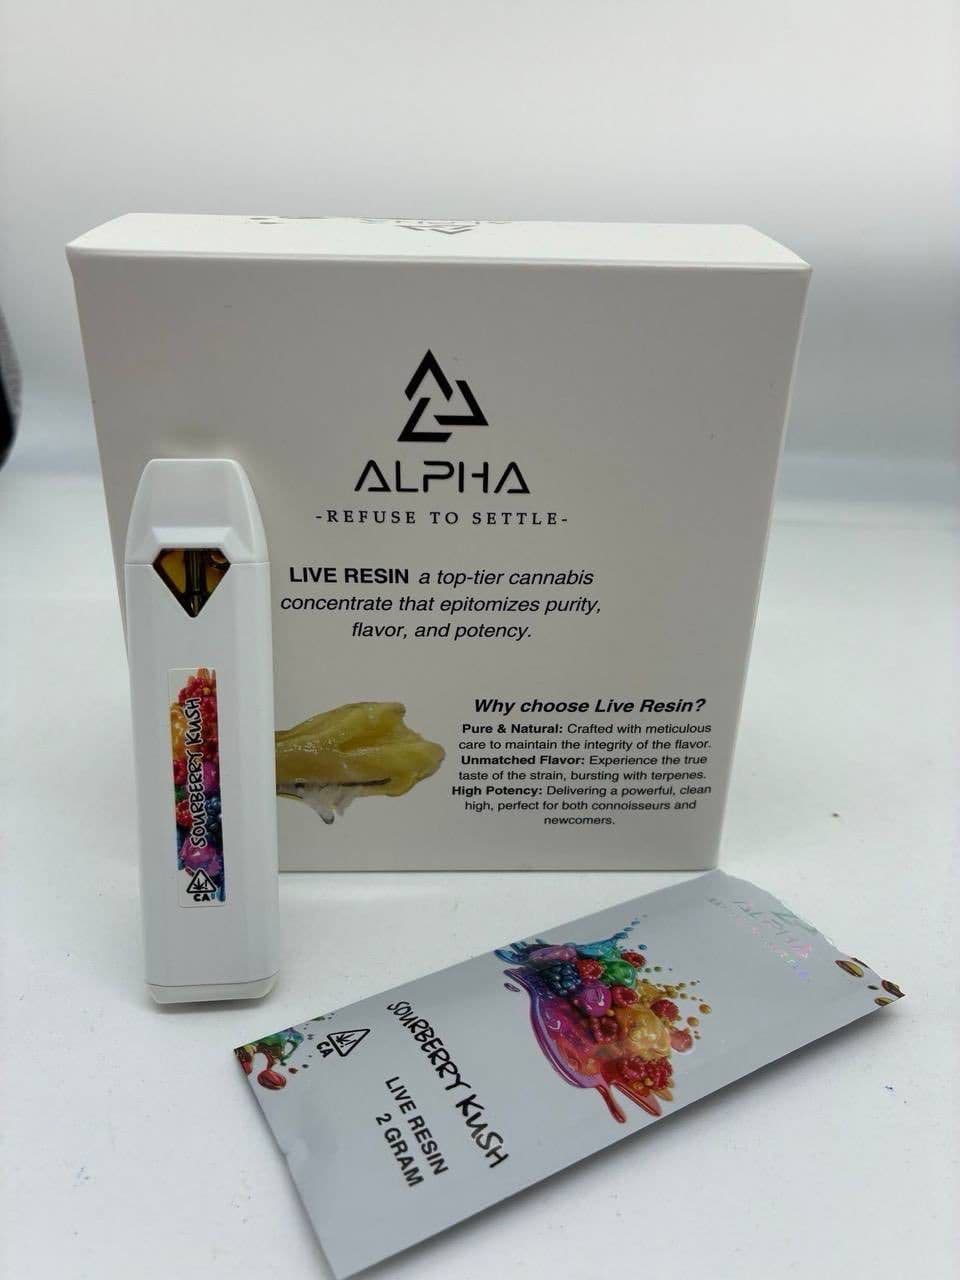 ALPHA
-REFUSE TO SETTLE-
LIVE RESIN a top-tier cannabis
concentrate that epitomizes purity,
flavor, and potency.
Why choose Live Resin?
Pure & Natural: Crafted with meticulous
care to maintain the integrity of the flavor.
Unmatched Flavor: Experience the true
taste of the strain, bursting with terpenes.
High Potency: Delivering a powerful, clean
high, perfect for both connoisseurs and
newcomers.
SOURBERRY KUSH
CA
ALPHA
SOURBERRY KUSH
CA
LIVE RESIN
2 GRAM